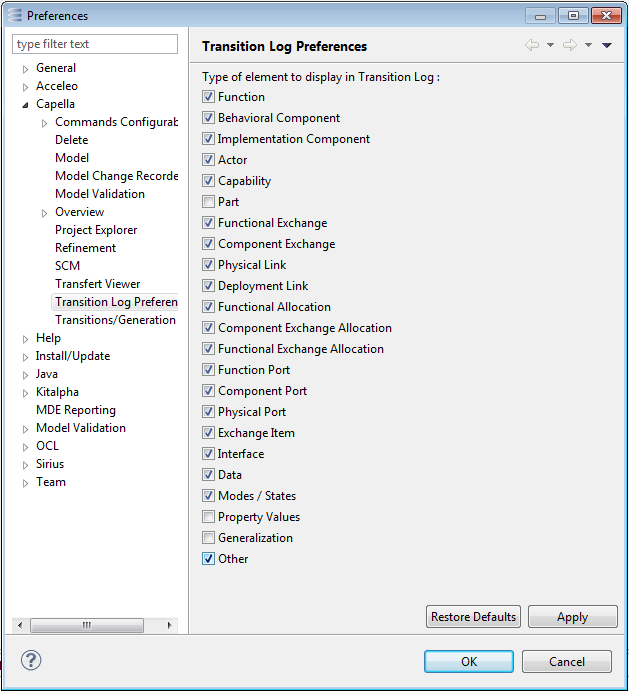 Preferences
type filter text
General
Acceleo
Capella
Commands Configurab
Delete
Model
Model Change Recorde
Model Validation
Overview
Project Explorer
Refinement
SCM
Transfert Viewer
Transition Log Preferen
Transitions/Generation
Help
Install/Update
Java
Kitalpha
MDE Reporting
Model Validation
OCL
Sirius
Team
Transition Log Preferences
Type of element to display in Transition Log :
Function
Behavioral Component
Implementation Component
Actor
Capability
Part
Functional Exchange
Component Exchange
Physical Link
Deployment Link
Functional Allocation
Component Exchange Allocation
Functional Exchange Allocation
Function Port
Component Port
Physical Port
Exchange Item
Interface
Data
Modes / States
Property Values
Generalization
Other
Restore Defaults
Apply
?
OK
Cancel